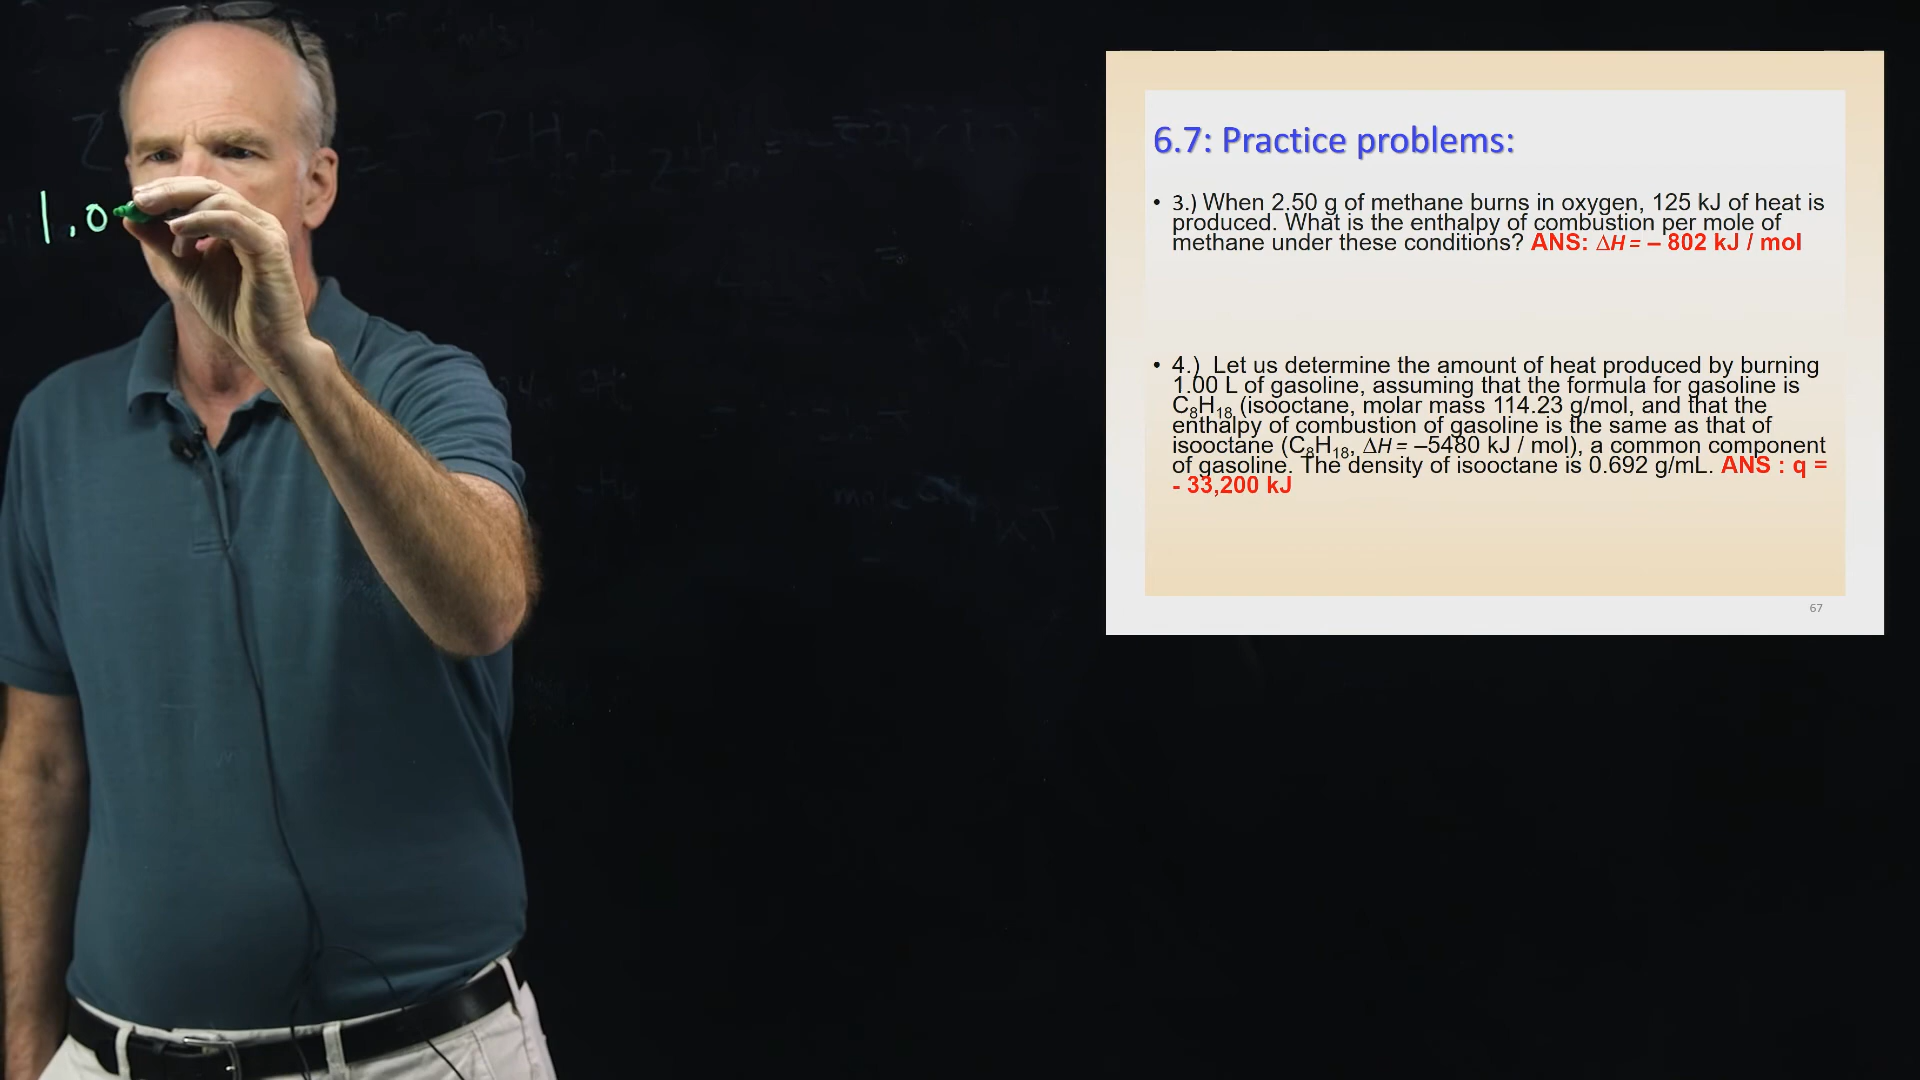 1.0
6.7: Practice problems:
• 3.) When 2.50 g of methane burns in oxygen, 125 kJ of heat is
produced. What is the enthalpy of combustion per mole of
methane under these conditions? ANS: ΔH = – 802 kJ / mol
• 4.) Let us determine the amount of heat produced by burning
1.00 L of gasoline, assuming that the formula for gasoline is
C₈H₁₈ (isooctane, molar mass 114.23 g/mol, and that the
enthalpy of combustion of gasoline is the same as that of
isooctane (C₈H₁₈, ΔH = –5480 kJ / mol), a common component
of gasoline. The density of isooctane is 0.692 g/mL. ANS : q =
- 33,200 kJ
67